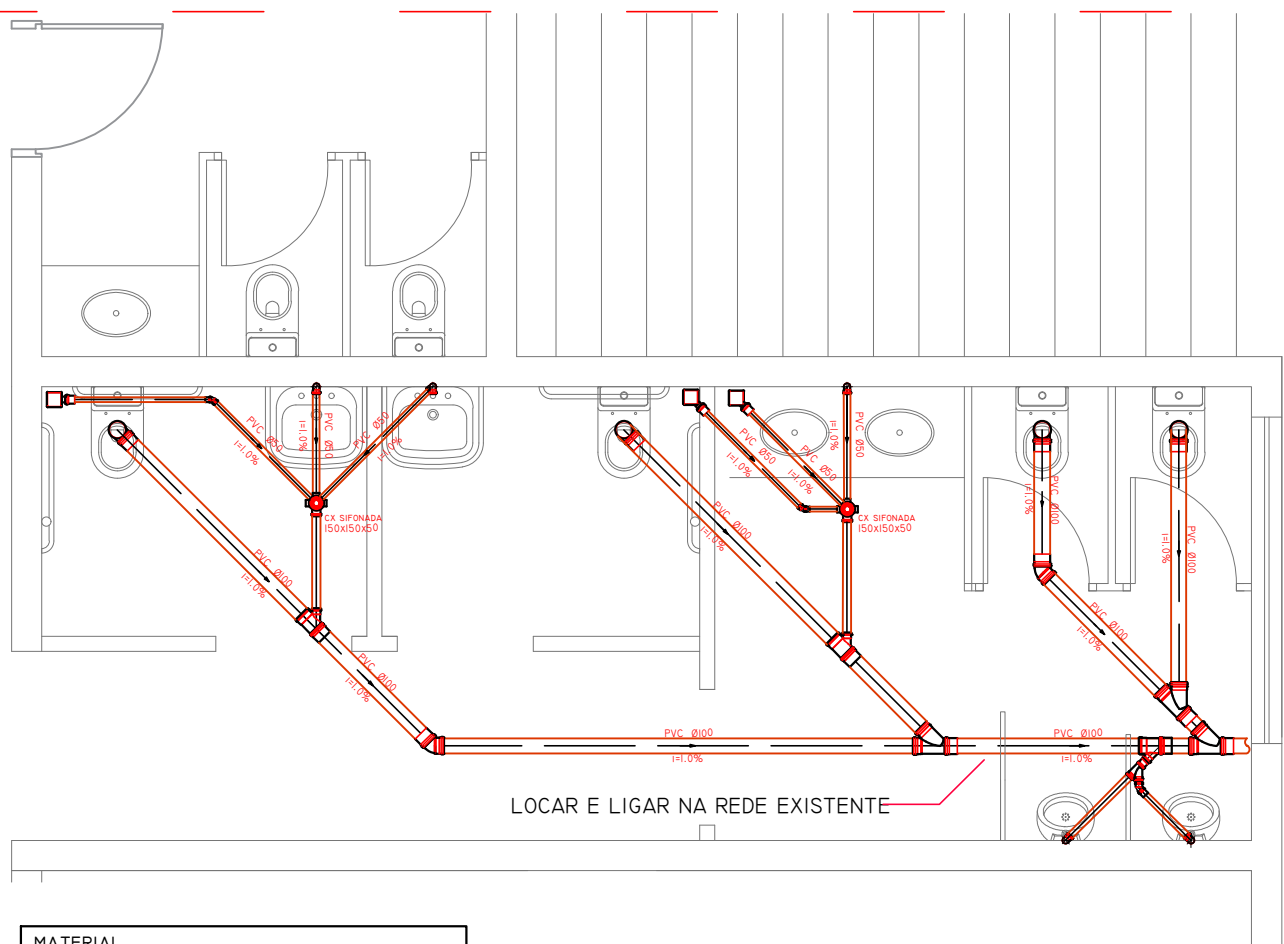 PVC Ø50
i=1.0%
PVC Ø50
i=1.0%
PVC Ø50
i=1.0%
CX SIFONADA
150x150x50
PVC Ø100
i=1.0%
PVC Ø100
i=1.0%
i=1.0%
PVC Ø50
i=1.0%
PVC Ø50
i=1.0%
CX SIFONADA
150x150x50
PVC Ø100
i=1.0%
PVC Ø100
i=1.0%
PVC Ø100
i=1.0%
PVC Ø100
i=1.0%
PVC Ø100
i=1.0%
PVC Ø100
i=1.0%
LOCAR E LIGAR NA REDE EXISTENTE
MATERIAL